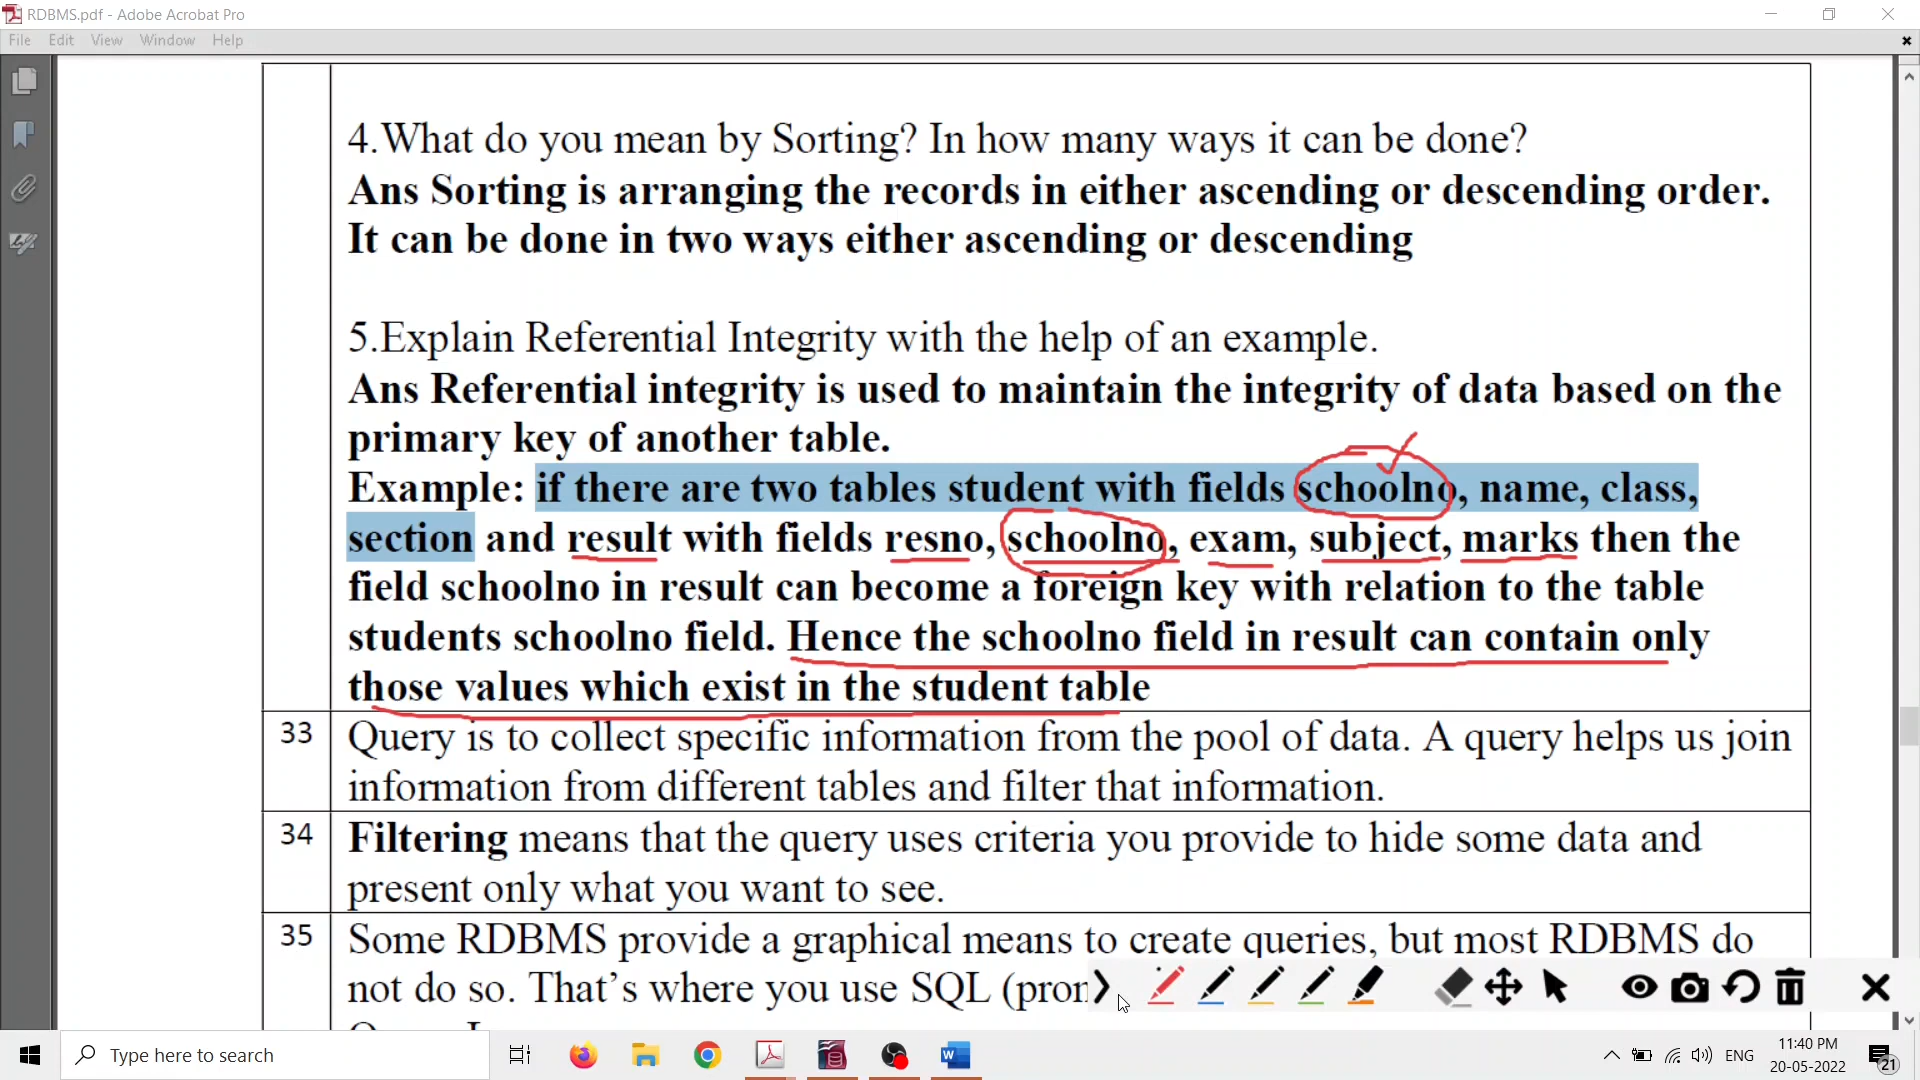 RDBMS.pdf - Adobe Acrobat Pro
File Edit View Window Help
4.What do you mean by Sorting? In how many ways it can be done?
Ans Sorting is arranging the records in either ascending or descending order.
It can be done in two ways either ascending or descending
5.Explain Referential Integrity with the help of an example.
Ans Referential integrity is used to maintain the integrity of data based on the
primary key of another table.
Example: if there are two tables student with fields schoolno, name, class,
section and result with fields resno, schoolno, exam, subject, marks then the
field schoolno in result can become a foreign key with relation to the table
students schoolno field. Hence the schoolno field in result can contain only
those values which exist in the student table
33 Query is to collect specific information from the pool of data. A query helps us join
information from different tables and filter that information.
34 Filtering means that the query uses criteria you provide to hide some data and
present only what you want to see.
35 Some RDBMS provide a graphical means to create queries, but most RDBMS do
not do so. That’s where you use SQL (pron
Type here to search
ENG
11:40 PM
20-05-2022
21